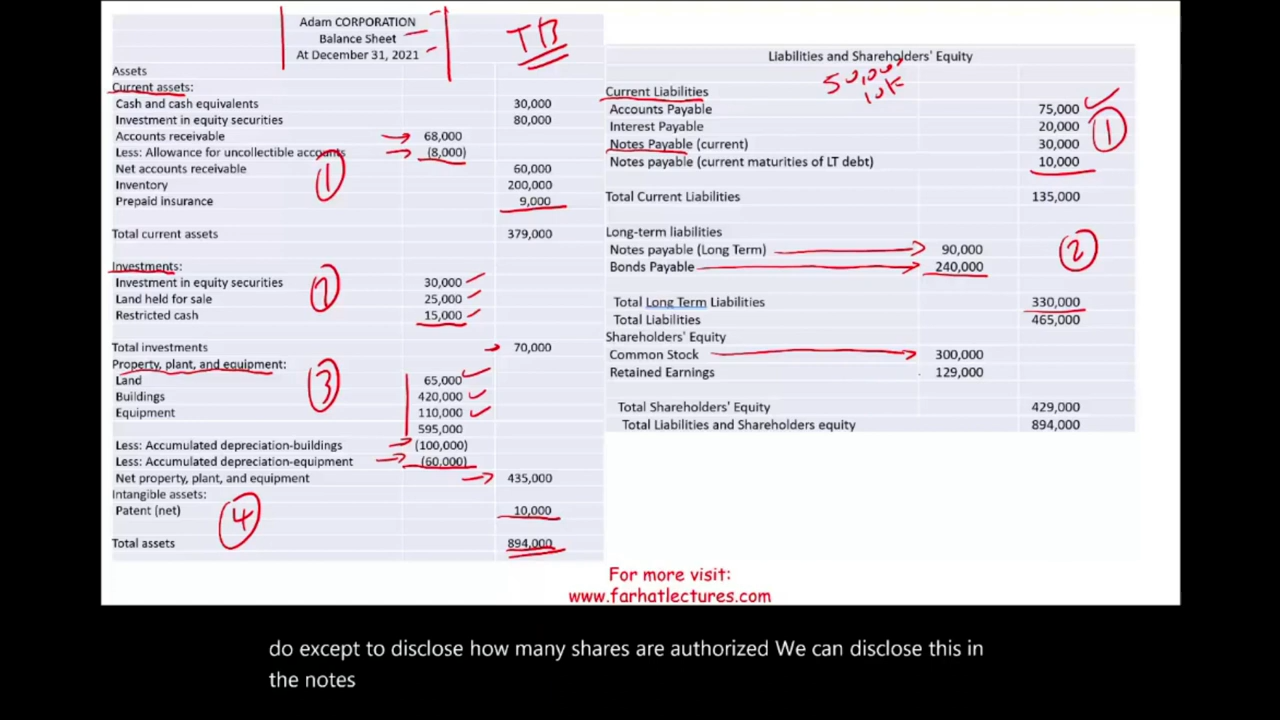 Adam CORPORATION
Balance Sheet
At December 31, 2021
TB
Assets
Current assets:
Cash and cash equivalents 30,000
Investment in equity securities 80,000
Accounts receivable 68,000
Less: Allowance for uncollectible accounts (8,000)
Net accounts receivable 60,000
Inventory 200,000
Prepaid insurance 9,000
1
Total current assets 379,000
Investments:
Investment in equity securities 30,000
Land held for sale 25,000
Restricted cash 15,000
2
Total investments 70,000
Property, plant, and equipment:
Land 65,000
Buildings 420,000
Equipment 110,000
595,000
3
Less: Accumulated depreciation-buildings (100,000)
Less: Accumulated depreciation-equipment (60,000)
Net property, plant, and equipment 435,000
Intangible assets:
Patent (net) 10,000
4
Total assets 894,000
Liabilities and Shareholders' Equity
50,000
10K
Current Liabilities
Accounts Payable 75,000
Interest Payable 20,000
Notes Payable (current) 30,000
Notes payable (current maturities of LT debt) 10,000
1
Total Current Liabilities 135,000
Long-term liabilities
Notes payable (Long Term) 90,000
Bonds Payable 240,000
2
Total Long Term Liabilities 330,000
Total Liabilities 465,000
Shareholders' Equity
Common Stock 300,000
Retained Earnings 129,000
Total Shareholders' Equity 429,000
Total Liabilities and Shareholders equity 894,000
For more visit:
www.farhatlectures.com
do except to disclose how many shares are authorized We can disclose this in
the notes